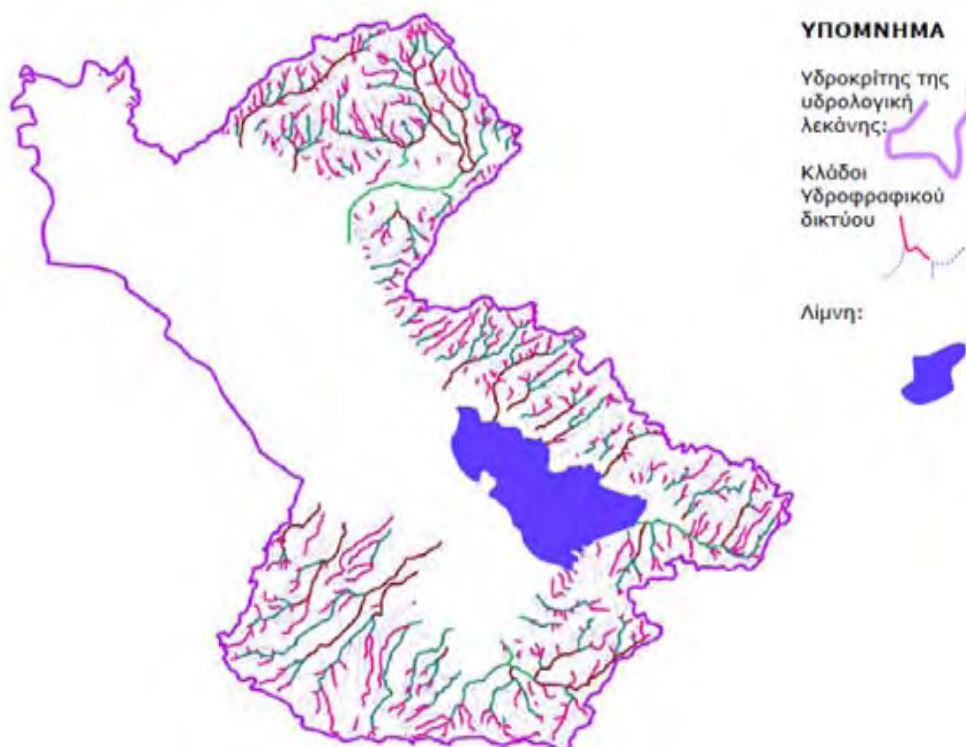 ΥΠΟΜΝΗΜΑ
Υδροκρίτης της
υδρολογική
λεκάνης:
Κλάδοι
Υδροφραφικού
δικτύου
Λίμνη: